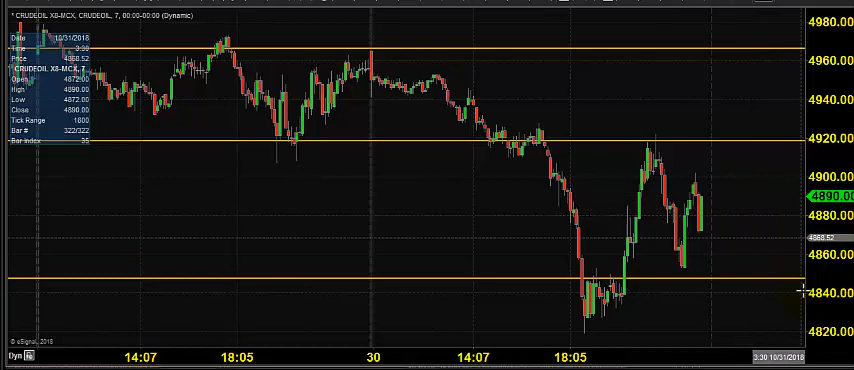 * CRUDEOIL X8-MCX, CRUDEOIL, 7, 00:00-00:00 (Dynamic)
Date 10/31/2018
Time 3:30
Price 4868.52
CRUDEOIL X8-MCX, 7
Open 4872.00
High 4890.00
Low 4872.00
Close 4890.00
Tick Range 1800
Bar # 322/322
Bar Index 35
4980.00
4960.00
4940.00
4920.00
4900.00
4890.00
4880.00
4868.52
4860.00
4840.00
4820.00
© eSignal, 2018
Dyn
14:07
18:05
30
14:07
18:05
3:30 10/31/2018